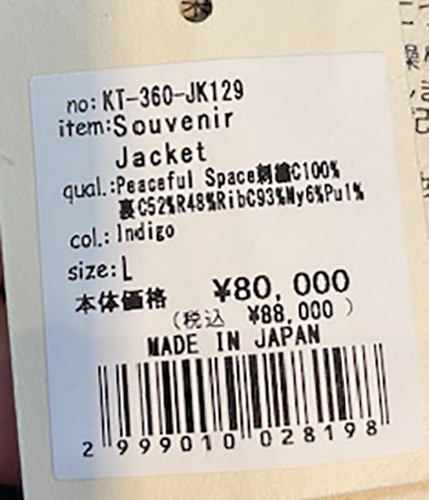 no: KT-360-JK129
item:Souvenir
Jacket
qual.:Peaceful Space刺繍C100%
裏C52%R48%RibC93%Ny6%Pu1%
col.: Indigo
size: L
本体価格 ¥80,000
(税込 ¥88,000 )
MADE IN JAPAN
2 999010 028198